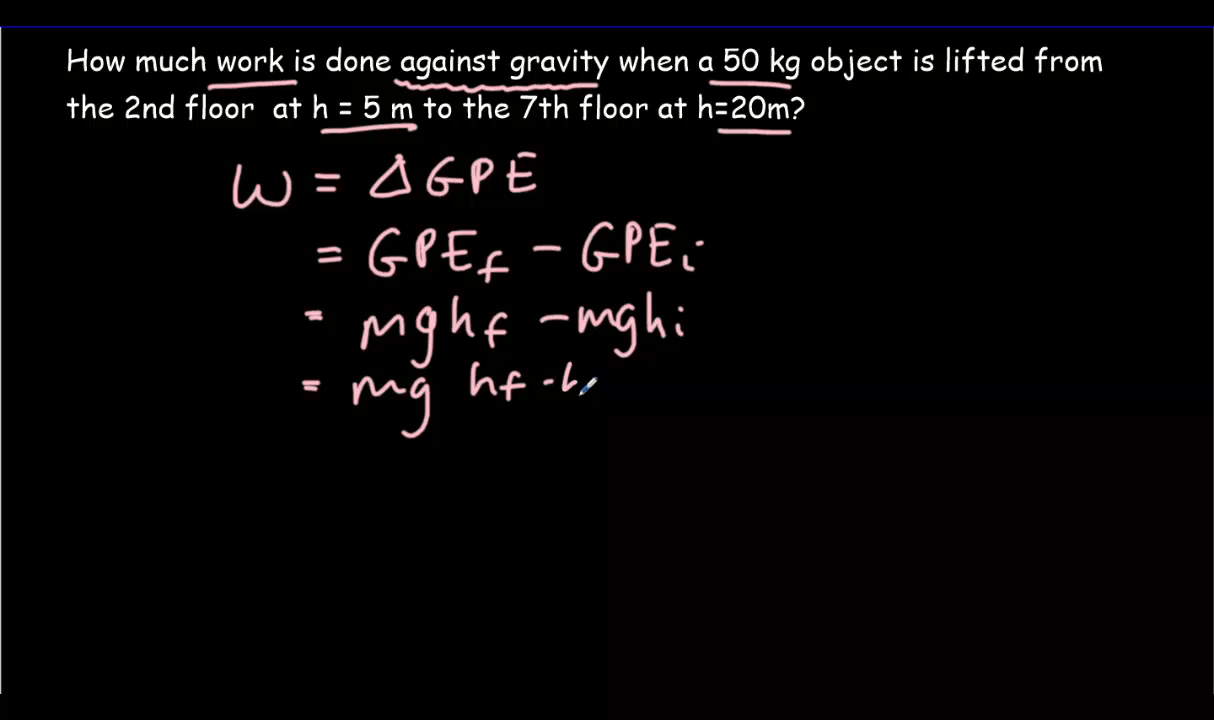 How much work is done against gravity when a 50 kg object is lifted from
the 2nd floor at h = 5 m to the 7th floor at h=20m?
W = Δ GPE
= GPEf - GPEi
= mghf - mghi
= mg hf -